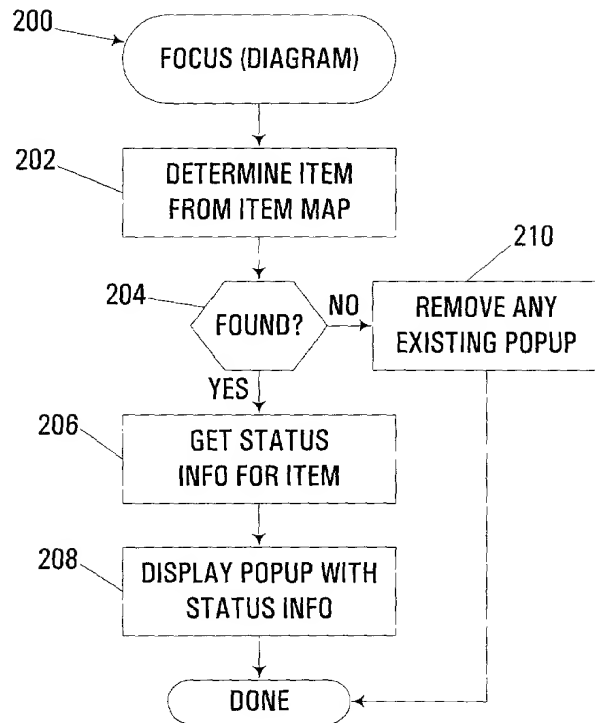 200
FOCUS (DIAGRAM)
202
DETERMINE ITEM
FROM ITEM MAP
204
FOUND?
NO
210
REMOVE ANY
EXISTING POPUP
YES
206
GET STATUS
INFO FOR ITEM
208
DISPLAY POPUP WITH
STATUS INFO
DONE